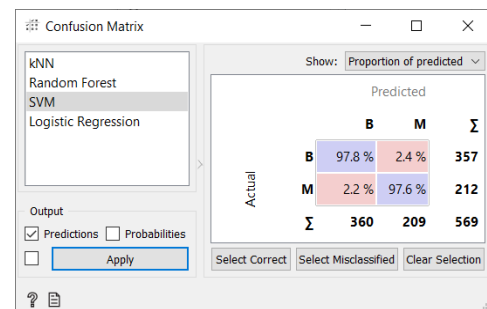 Confusion Matrix
kNN
Random Forest
SVM
Logistic Regression
Output
Predictions Probabilities
Apply
Show: Proportion of predicted
Predicted
B M Σ
Actual
B 97.8 % 2.4 % 357
M 2.2 % 97.6 % 212
Σ 360 209 569
Select Correct Select Misclassified Clear Selection
?